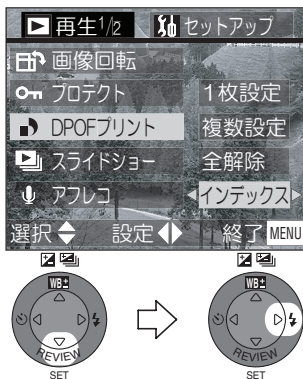 再生1/2 セットアップ
画像回転
プロテクト 1枚設定
DPOFプリント 複数設定
スライドショー 全解除
アフレコ インデックス
選択 設定 終了 MENU
WB± WB±
REVIEW REVIEW
SET SET